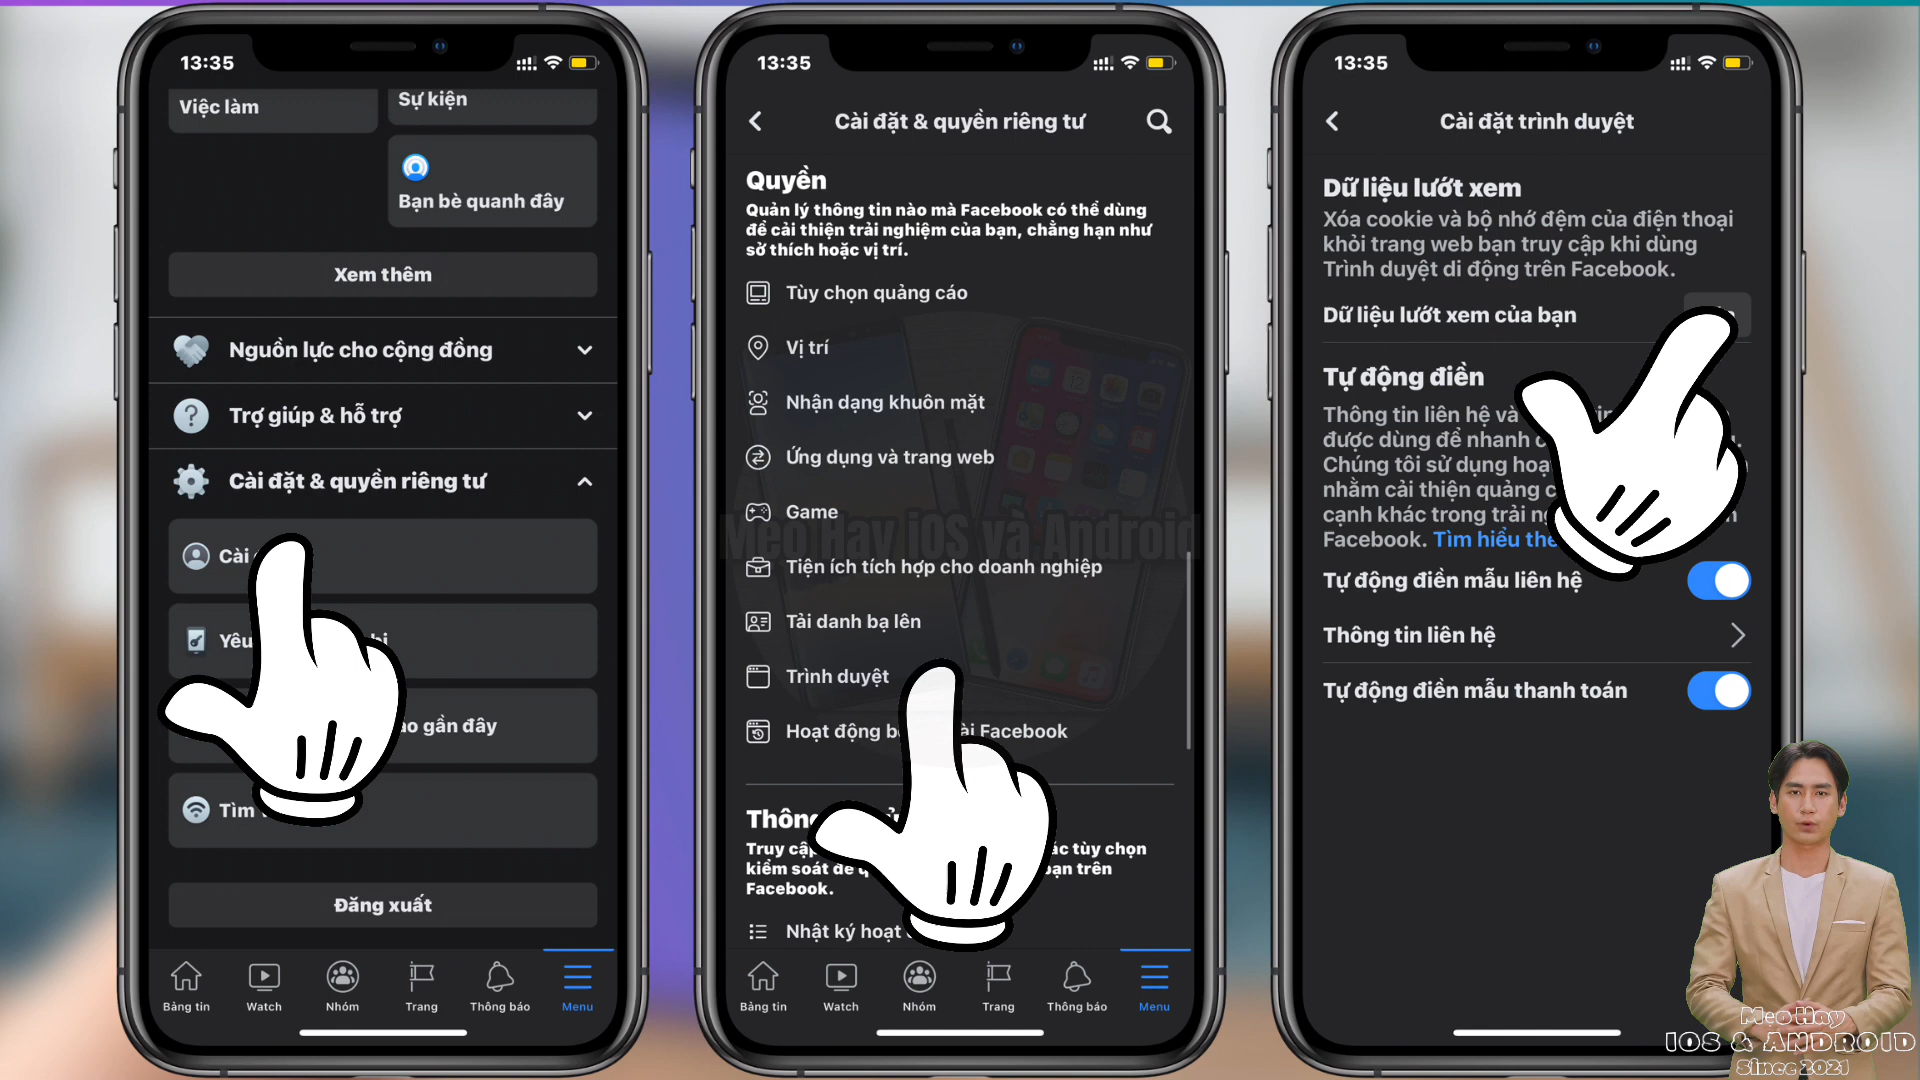 13:35
Việc làm
Sự kiện
Bạn bè quanh đây
Xem thêm
Nguồn lực cho cộng đồng
Trợ giúp & hỗ trợ
Cài đặt & quyền riêng tư
Cài
Yêu
gần đây
Tìm
Đăng xuất
Bảng tin
Watch
Nhóm
Trang
Thông báo
Menu
13:35
Cài đặt & quyền riêng tư
Quyền
Quản lý thông tin nào mà Facebook có thể dùng
để cải thiện trải nghiệm của bạn, chẳng hạn như
sở thích hoặc vị trí.
Tùy chọn quảng cáo
Vị trí
Nhận dạng khuôn mặt
Ứng dụng và trang web
Game
Mẹo Hay iOS và Android
Tiện ích tích hợp cho doanh nghiệp
Tải danh bạ lên
Trình duyệt
Hoạt động Facebook
Thông
Truy cập tùy chọn
kiểm soát để trên
Facebook.
Nhật ký hoạt
Bảng tin
Watch
Nhóm
Trang
Thông báo
Menu
13:35
Cài đặt trình duyệt
Dữ liệu lướt xem
Xóa cookie và bộ nhớ đệm của điện thoại
khỏi trang web bạn truy cập khi dùng
Trình duyệt di động trên Facebook.
Dữ liệu lướt xem của bạn
Tự động điền
Thông tin liên hệ và
được dùng để nhanh
Chúng tôi sử dụng
nhằm cải thiện quảng
cạnh khác trong trải
Facebook. Tìm hiểu
Tự động điền mẫu liên hệ
Thông tin liên hệ
Tự động điền mẫu thanh toán
Mẹo Hay
IOS & ANDROID
Since 2021